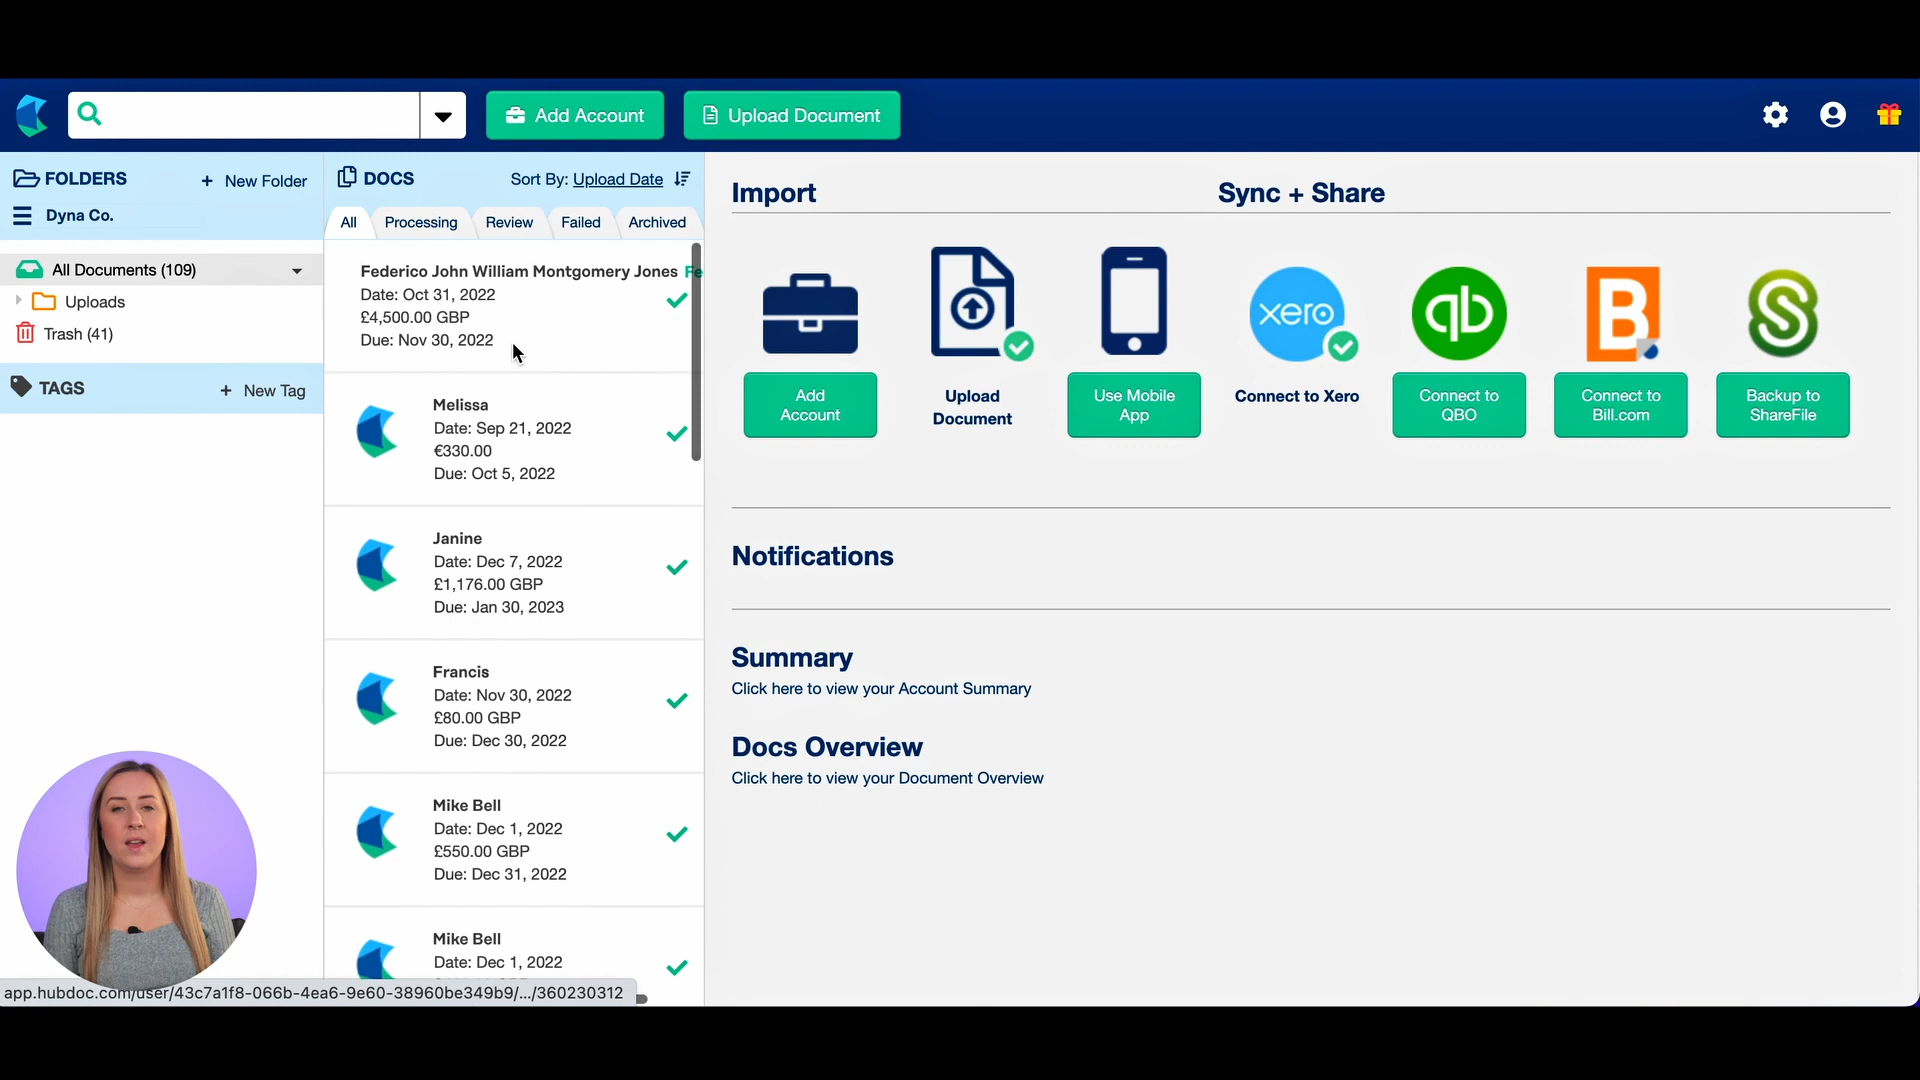 Add Account
Upload Document
FOLDERS
+ New Folder
Dyna Co.
All Documents (109)
Uploads
Trash (41)
TAGS
+ New Tag
DOCS
Sort By: Upload Date
All
Processing
Review
Failed
Archived
Federico John William Montgomery Jones Fe
Date: Oct 31, 2022
£4,500.00 GBP
Due: Nov 30, 2022
Melissa
Date: Sep 21, 2022
€330.00
Due: Oct 5, 2022
Janine
Date: Dec 7, 2022
£1,176.00 GBP
Due: Jan 30, 2023
Francis
Date: Nov 30, 2022
£80.00 GBP
Due: Dec 30, 2022
Mike Bell
Date: Dec 1, 2022
£550.00 GBP
Due: Dec 31, 2022
Mike Bell
Date: Dec 1, 2022
app.hubdoc.com/user/43c7a1f8-066b-4ea6-9e60-38960be349b9/.../360230312
Import
Sync + Share
xero
qb
B
S
Add
Account
Upload
Document
Use Mobile
App
Connect to Xero
Connect to
QBO
Connect to
Bill.com
Backup to
ShareFile
Notifications
Summary
Click here to view your Account Summary
Docs Overview
Click here to view your Document Overview